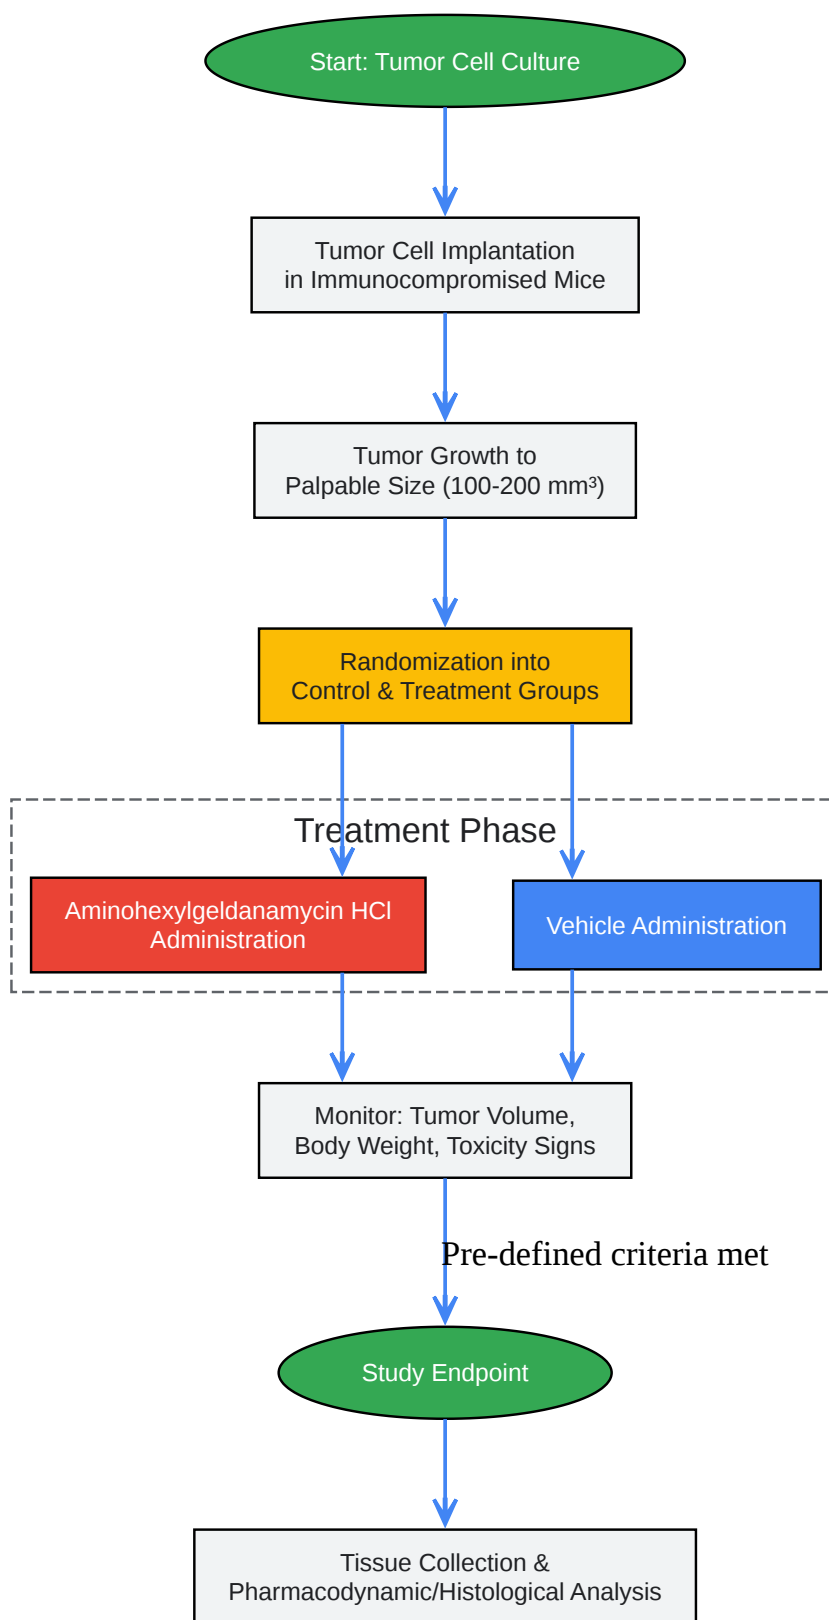 Start: Tumor Cell Culture
Tumor Cell Implantation
in Immunocompromised Mice
Tumor Growth to
Palpable Size (100-200 mm³)
Randomization into
Control & Treatment Groups
Treatment Phase
Aminohexylgeldanamycin HCl
Administration
Vehicle Administration
Monitor: Tumor Volume,
Body Weight, Toxicity Signs
Pre-defined criteria met
Study Endpoint
Tissue Collection &
Pharmacodynamic/Histological Analysis